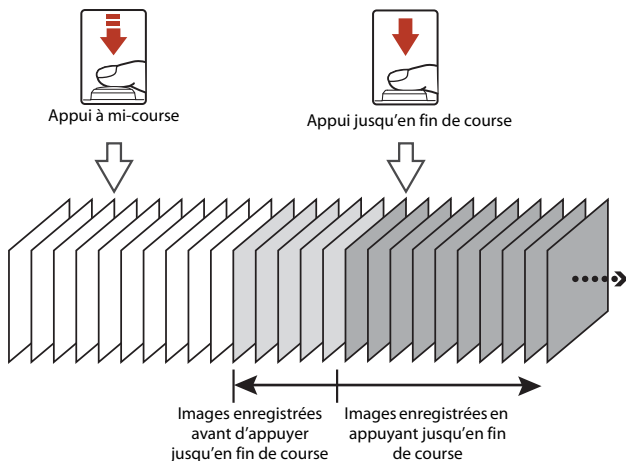 Appui à mi-course
Appui jusqu’en fin de course
Images enregistrées
avant d’appuyer
jusqu’en fin de course
Images enregistrées en
appuyant jusqu’en fin
de course